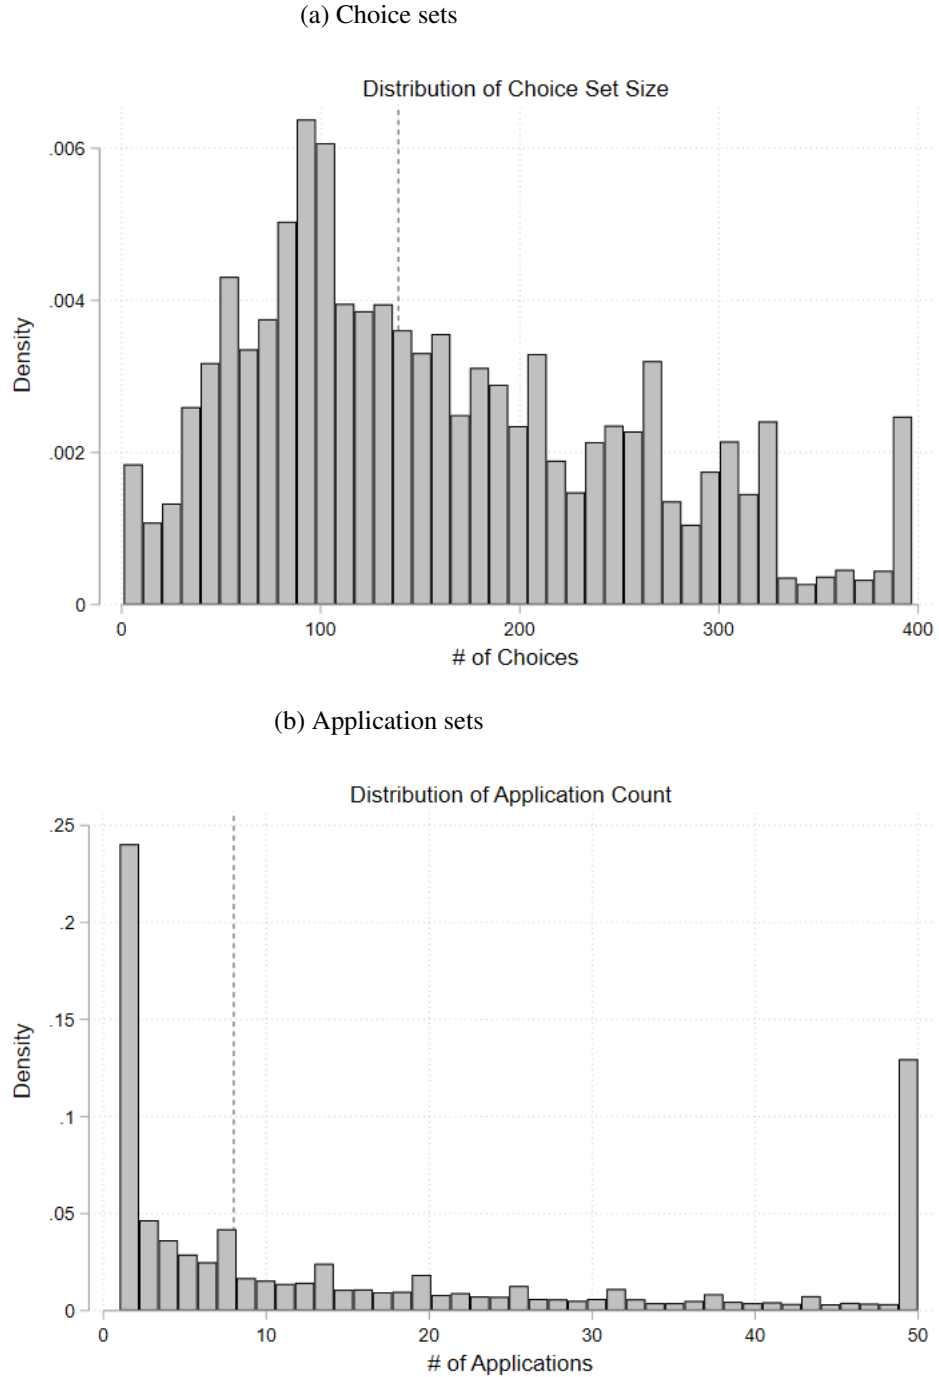 (a) Choice sets
Distribution of Choice Set Size
Density
.006
.004
.002
0
0 100 200 300 400
# of Choices
(b) Application sets
Distribution of Application Count
Density
.25
.2
.15
.1
.05
0
0 10 20 30 40 50
# of Applications